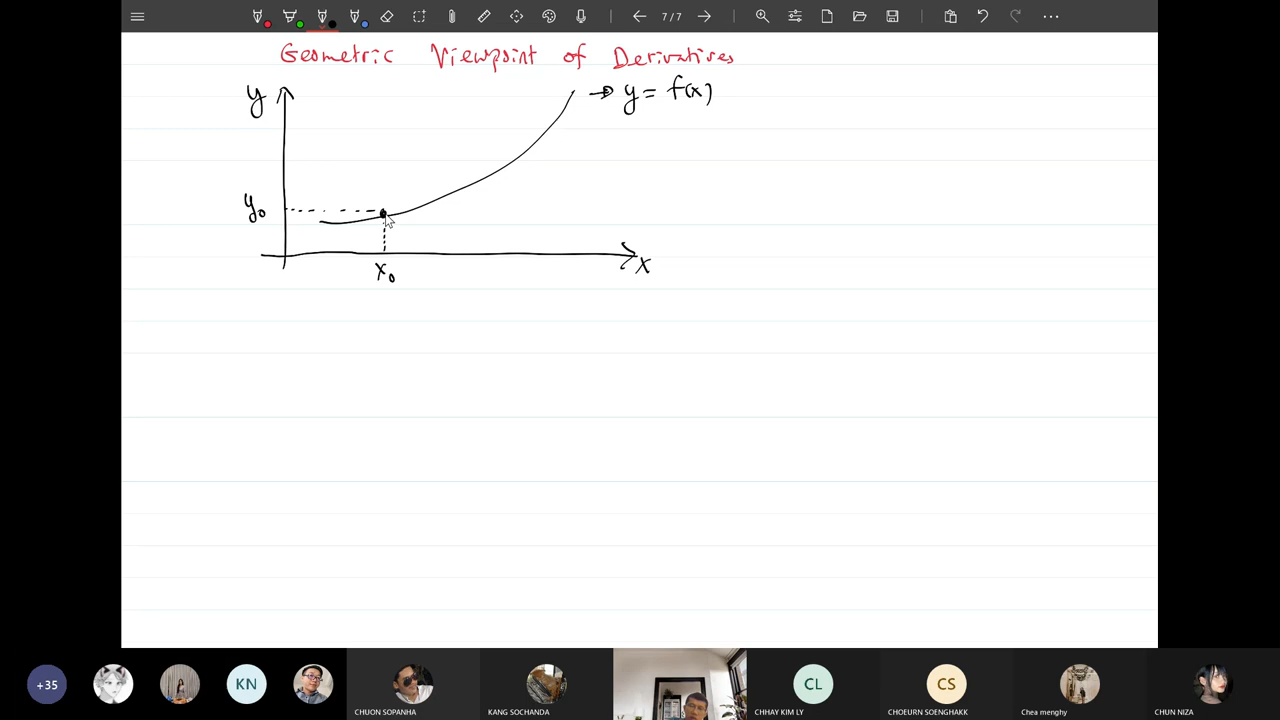 7 / 7
Geometric Viewpoint of Derivatives
y
y = f(x)
y₀
x
x₀
+35
KN
CHUON SOPANHA
KANG SOCHANDA
CL
CHHAY KIM LY
CS
CHOEURN SOENGHAKK
Chea menghy
CHUN NIZA